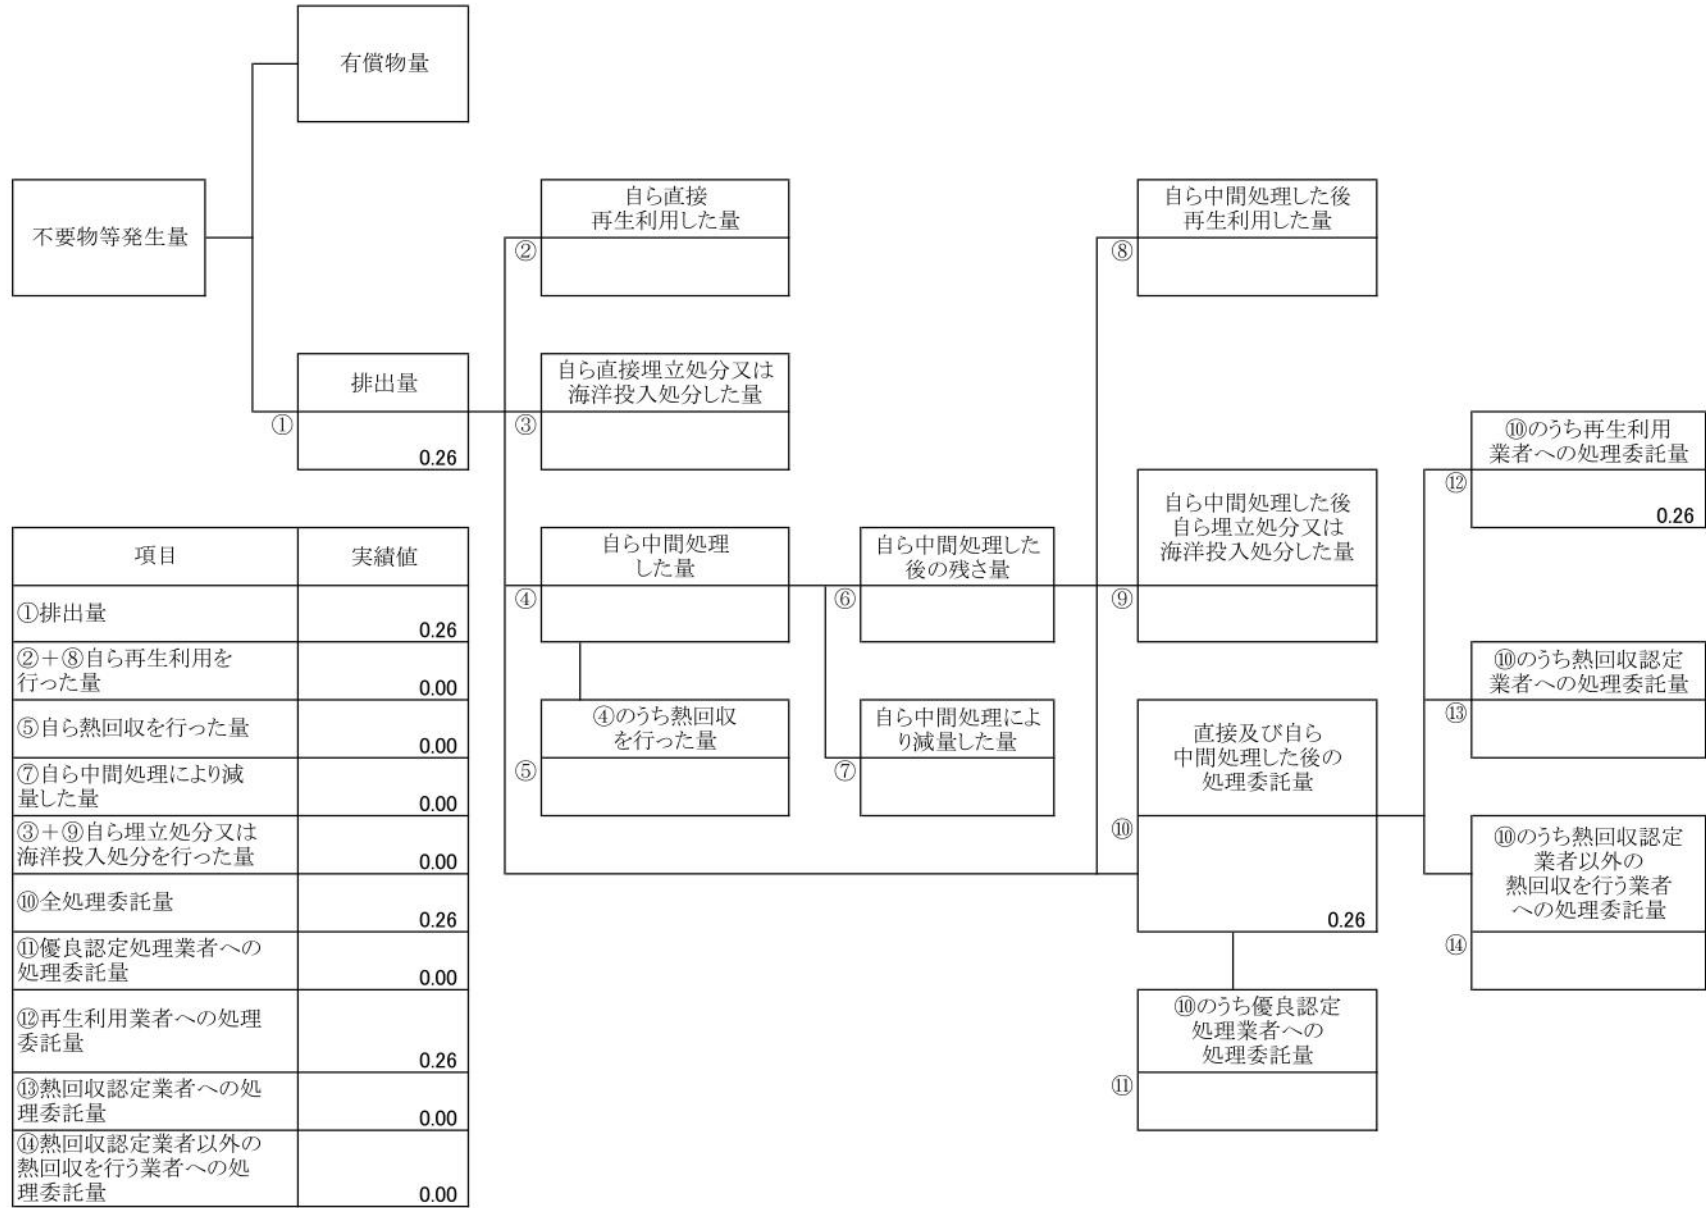 有償物量
不要物等発生量
自ら直接
再生利用した量
②
自ら中間処理した後
再生利用した量
⑧
排出量
①
0.26
自ら直接埋立処分又は
海洋投入処分した量
③
⑩のうち再生利用
業者への処理委託量
⑫
0.26
自ら中間処理
した量
④
自ら中間処理した
後の残さ量
⑥
自ら中間処理した後
自ら埋立処分又は
海洋投入処分した量
⑨
⑩のうち熱回収認定
業者への処理委託量
⑬
④のうち熱回収
を行った量
⑤
自ら中間処理によ
り減量した量
⑦
直接及び自ら
中間処理した後の
処理委託量
⑩
0.26
⑩のうち熱回収認定
業者以外の
熱回収を行う業者
への処理委託量
⑭
⑩のうち優良認定
処理業者への
処理委託量
⑪
項目 実績値
①排出量
0.26
②+⑧自ら再生利用を
行った量
0.00
⑤自ら熱回収を行った量
0.00
⑦自ら中間処理により減
量した量
0.00
③+⑨自ら埋立処分又は
海洋投入処分を行った量
0.00
⑩全処理委託量
0.26
⑪優良認定処理業者への
処理委託量
0.00
⑫再生利用業者への処理
委託量
0.26
⑬熱回収認定業者への処
理委託量
0.00
⑭熱回収認定業者以外の
熱回収を行う業者への処
理委託量
0.00